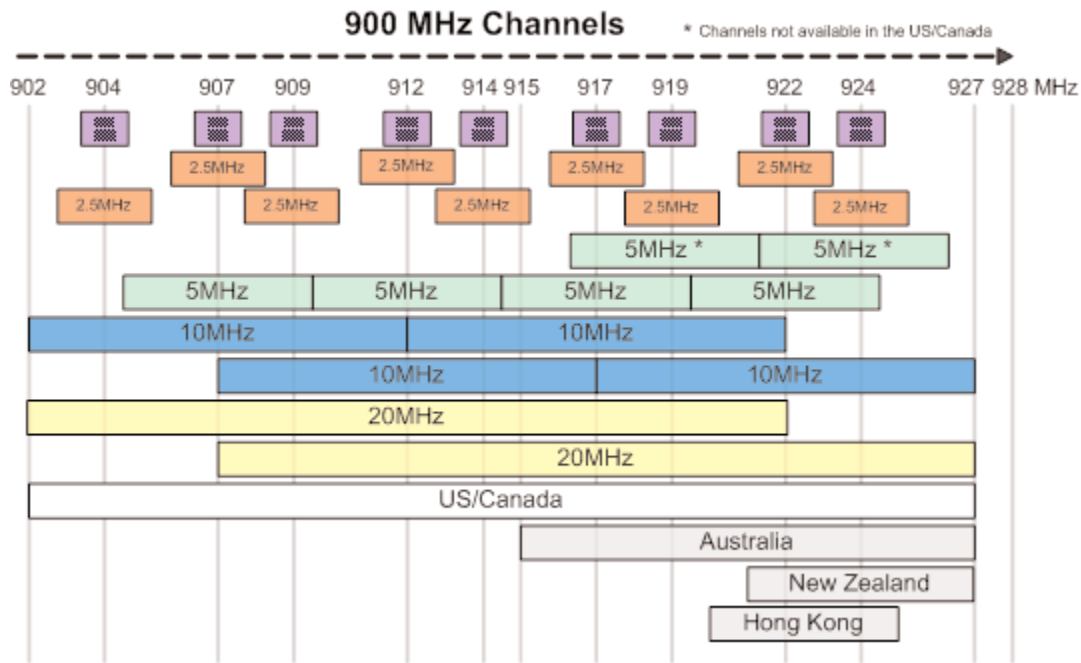 900 MHz Channels
* Channels not available in the US/Canada
902 904 907 909 912 914 915 917 919 922 924 927 928 MHz
2.5MHz 2.5MHz 2.5MHz 2.5MHz
2.5MHz 2.5MHz 2.5MHz 2.5MHz 2.5MHz
5MHz * 5MHz *
5MHz 5MHz 5MHz 5MHz
10MHz 10MHz
10MHz 10MHz
20MHz
20MHz
US/Canada
Australia
New Zealand
Hong Kong